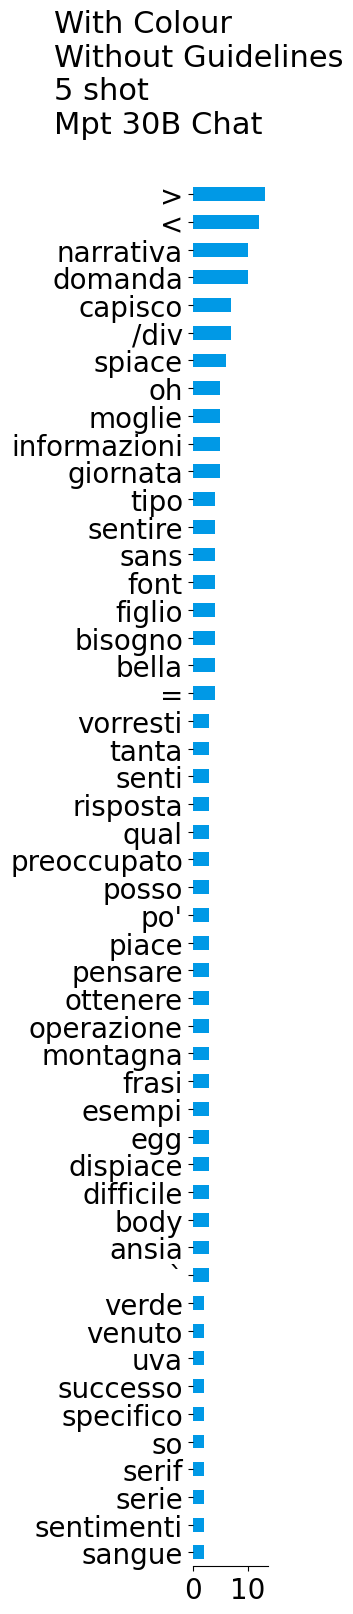 With Colour
Without Guidelines
5 shot
Mpt 30B Chat
>
<
narrativa
domanda
capisco
/div
spiace
oh
moglie
informazioni
giornata
tipo
sentire
sans
font
figlio
bisogno
bella
=
vorresti
tanta
senti
risposta
qual
preoccupato
posso
po'
piace
pensare
ottenere
operazione
montagna
frasi
esempi
egg
dispiace
difficile
body
ansia
`
verde
venuto
uva
successo
specifico
so
serif
serie
sentimenti
sangue
0 10